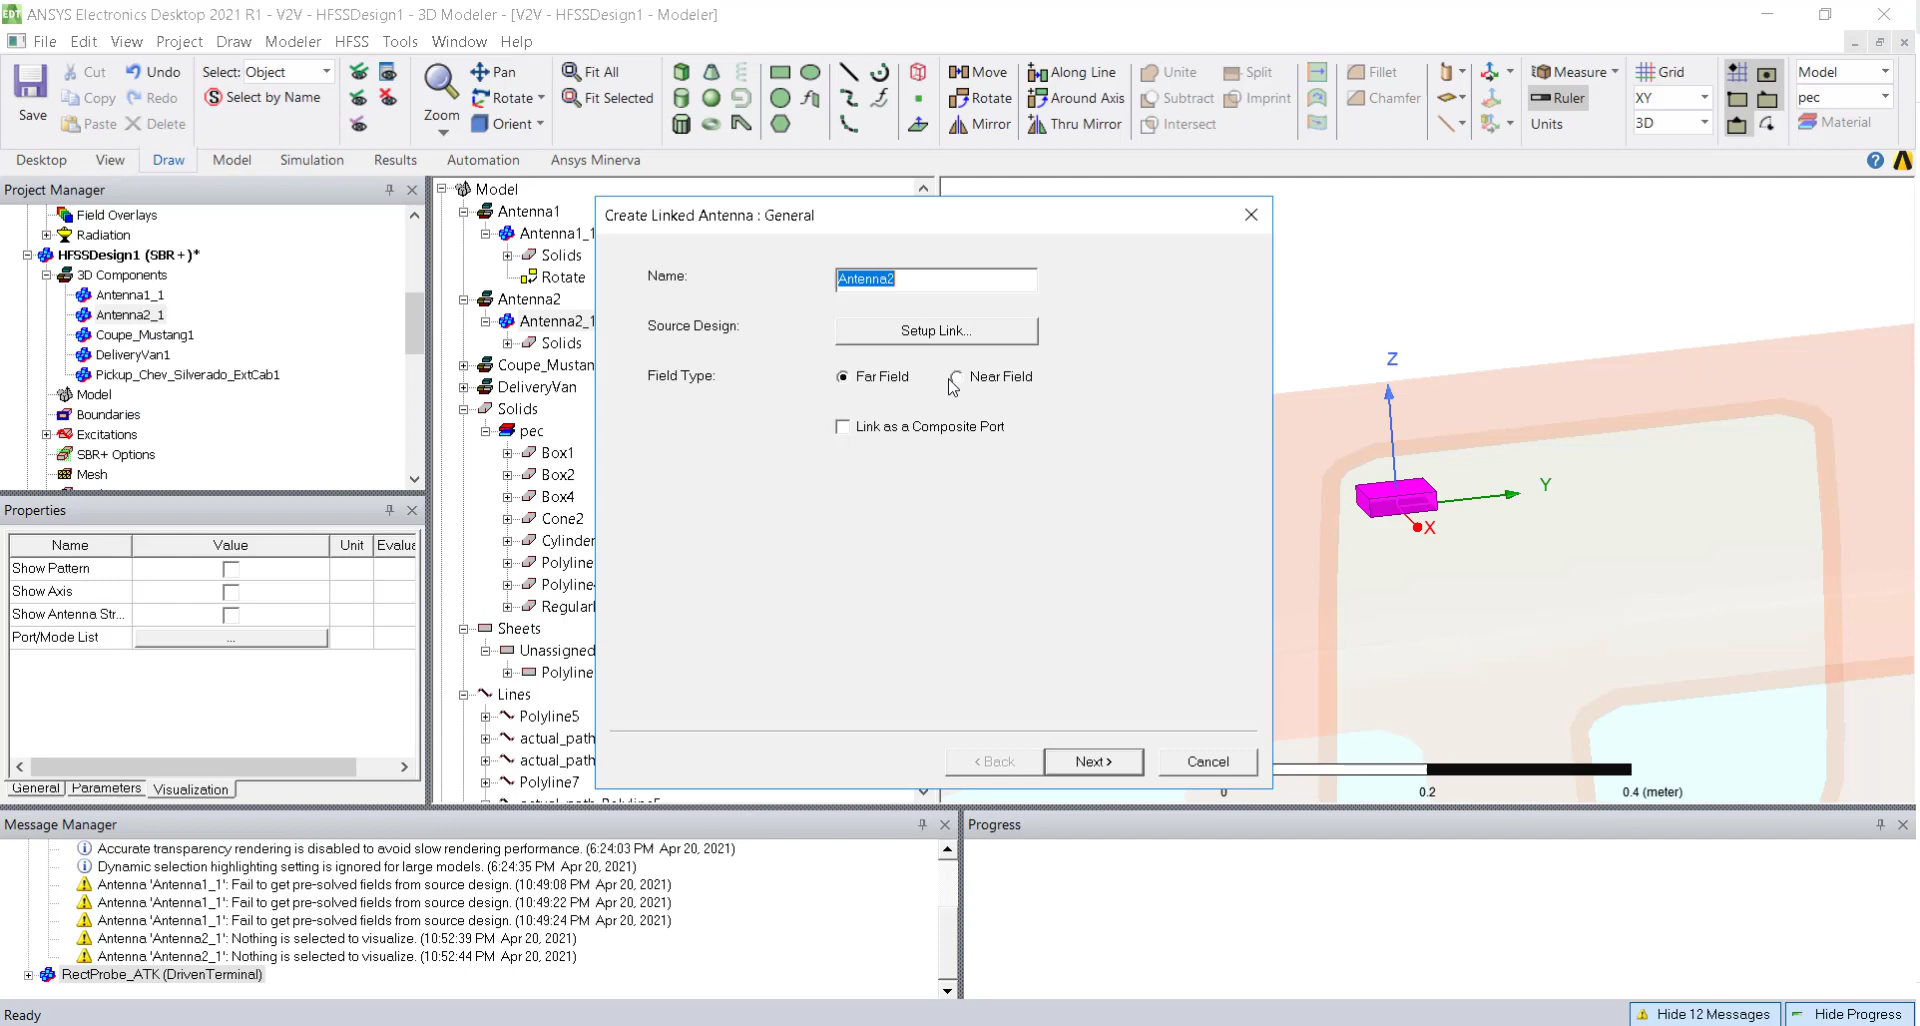 ANSYS Electronics Desktop 2021 R1 - V2V - HFSSDesign1 - 3D Modeler - [V2V - HFSSDesign1 - Modeler]
File Edit View Project Draw Modeler HFSS Tools Window Help
Save
Cut Undo
Copy Redo
Paste Delete
Select: Object
Select by Name
Zoom
Pan
Rotate
Orient
Fit All
Fit Selected
Move Along Line
Rotate Around Axis
Mirror Thru Mirror
Unite Split
Subtract Imprint
Intersect
Fillet
Chamfer
Measure
Ruler
Units
Grid
XY
3D
Model
pec
Material
Desktop View Draw Model Simulation Results Automation Ansys Minerva
Project Manager
Field Overlays
Radiation
HFSSDesign1 (SBR+)*
3D Components
Antenna1_1
Antenna2_1
Coupe_Mustang1
DeliveryVan1
Pickup_Chev_Silverado_ExtCab1
Model
Boundaries
Excitations
SBR+ Options
Mesh
Properties
Name Value Unit Evalua
Show Pattern
Show Axis
Show Antenna Str...
Port/Mode List ...
General Parameters Visualization
Model
Antenna1
Antenna1_1
Solids
Rotate
Antenna2
Antenna2_1
Solids
Coupe_Mustan
DeliveryVan
Solids
pec
Box1
Box2
Box4
Cone2
Cylinder
Polyline
Polyline
Regular
Sheets
Unassigned
Polyline
Lines
Polyline5
actual_path
actual_path
Polyline7
actual_path_Polyline5
Create Linked Antenna : General
Name: Antenna2
Source Design: Setup Link...
Field Type: Far Field Near Field
Link as a Composite Port
< Back Next > Cancel
Z
Y
X
0 0.2 0.4 (meter)
Message Manager
Accurate transparency rendering is disabled to avoid slow rendering performance. (6:24:03 PM Apr 20, 2021)
Dynamic selection highlighting setting is ignored for large models. (6:24:35 PM Apr 20, 2021)
Antenna 'Antenna1_1': Fail to get pre-solved fields from source design. (10:49:08 PM Apr 20, 2021)
Antenna 'Antenna1_1': Fail to get pre-solved fields from source design. (10:49:22 PM Apr 20, 2021)
Antenna 'Antenna1_1': Fail to get pre-solved fields from source design. (10:49:24 PM Apr 20, 2021)
Antenna 'Antenna2_1': Nothing is selected to visualize. (10:52:39 PM Apr 20, 2021)
Antenna 'Antenna2_1': Nothing is selected to visualize. (10:52:44 PM Apr 20, 2021)
RectProbe_ATK (DrivenTerminal)
Progress
Ready
Hide 12 Messages Hide Progress